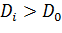 Dᵢ > D₀